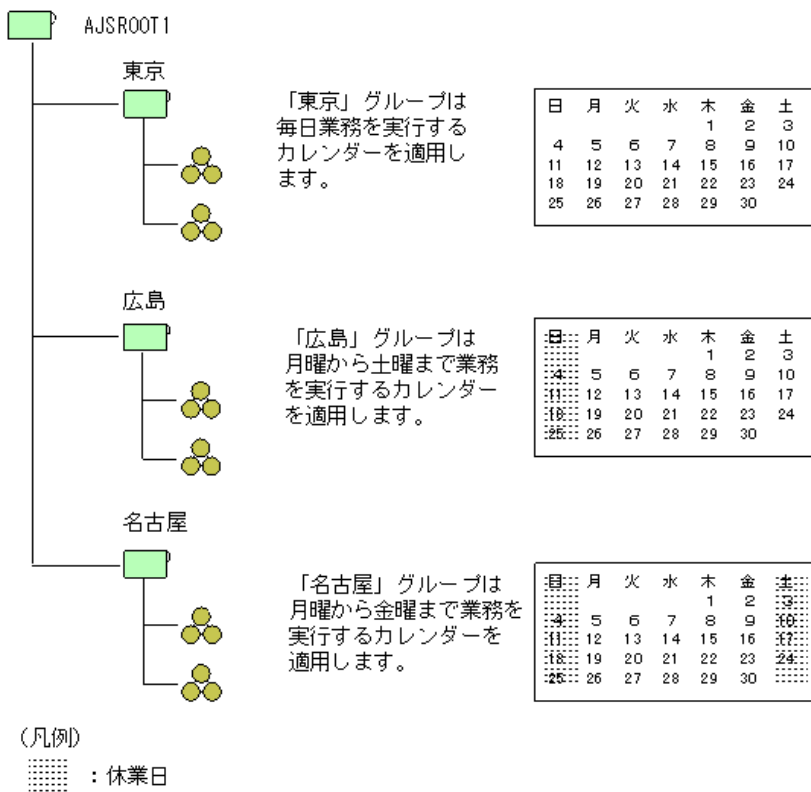 AJSROOT1
東京
「東京」グループは
毎日業務を実行する
カレンダーを適用し
ます。
日 月 火 水 木 金 土
1 2 3
4 5 6 7 8 9 10
11 12 13 14 15 16 17
18 19 20 21 22 23 24
25 26 27 28 29 30
広島
「広島」グループは
月曜から土曜まで業務
を実行するカレンダー
を適用します。
日 月 火 水 木 金 土
1 2 3
4 5 6 7 8 9 10
11 12 13 14 15 16 17
18 19 20 21 22 23 24
25 26 27 28 29 30
名古屋
「名古屋」グループは
月曜から金曜まで業務を
実行するカレンダーを
適用します。
日 月 火 水 木 金 土
1 2 3
4 5 6 7 8 9 10
11 12 13 14 15 16 17
18 19 20 21 22 23 24
25 26 27 28 29 30
(凡例)
：休業日